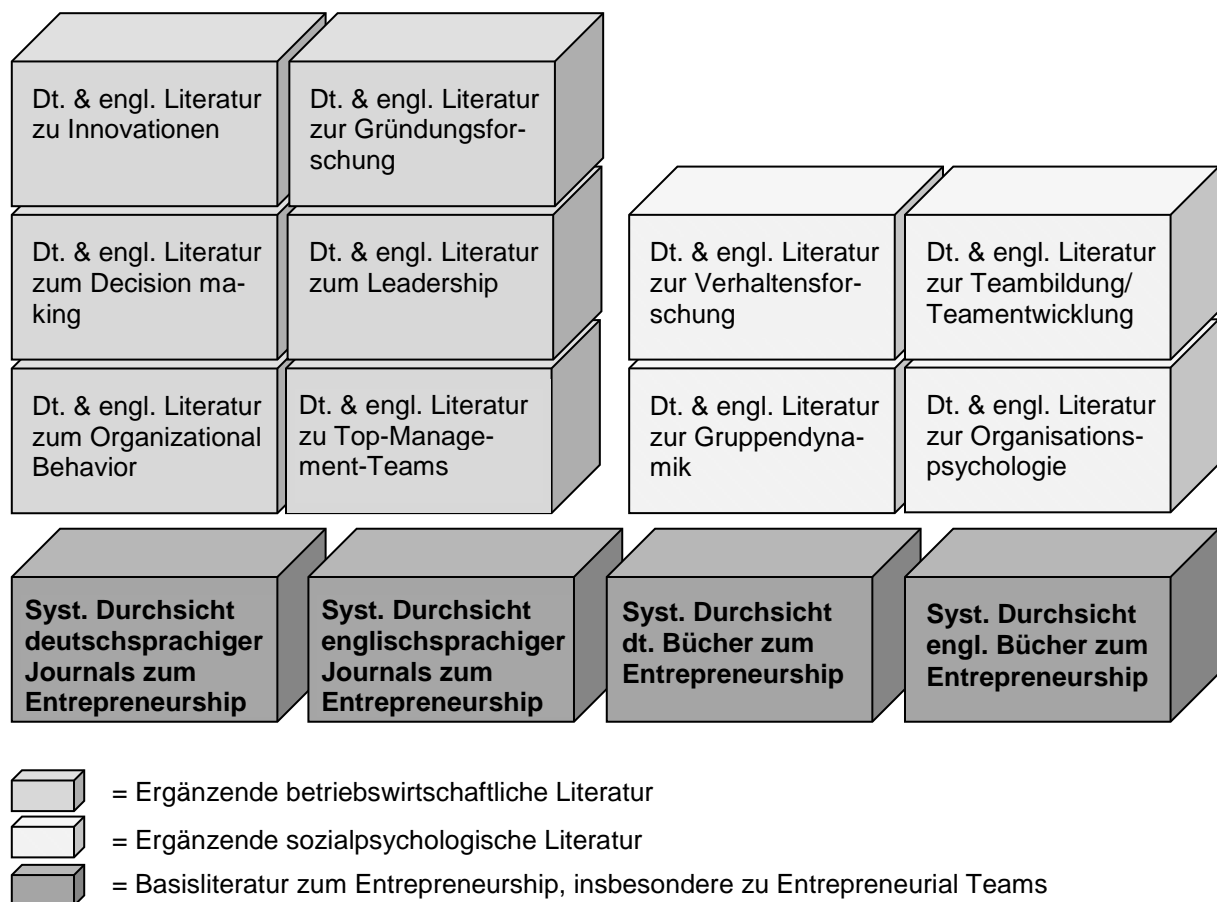 Dt. & engl. Literatur
zu Innovationen
Dt. & engl. Literatur
zur Gründungsfor-
schung
Dt. & engl. Literatur
zum Decision ma-
king
Dt. & engl. Literatur
zum Leadership
Dt. & engl. Literatur
zur Verhaltensfor-
schung
Dt. & engl. Literatur
zur Teambildung/
Teamentwicklung
Dt. & engl. Literatur
zum Organizational
Behavior
Dt. & engl. Literatur
zu Top-Manage-
ment-Teams
Dt. & engl. Literatur
zur Gruppendyna-
mik
Dt. & engl. Literatur
zur Organisations-
psychologie
Syst. Durchsicht
deutschsprachiger
Journals zum
Entrepreneurship
Syst. Durchsicht
englischsprachiger
Journals zum
Entrepreneurship
Syst. Durchsicht
dt. Bücher zum
Entrepreneurship
Syst. Durchsicht
engl. Bücher zum
Entrepreneurship
= Ergänzende betriebswirtschaftliche Literatur
= Ergänzende sozialpsychologische Literatur
= Basisliteratur zum Entrepreneurship, insbesondere zu Entrepreneurial Teams